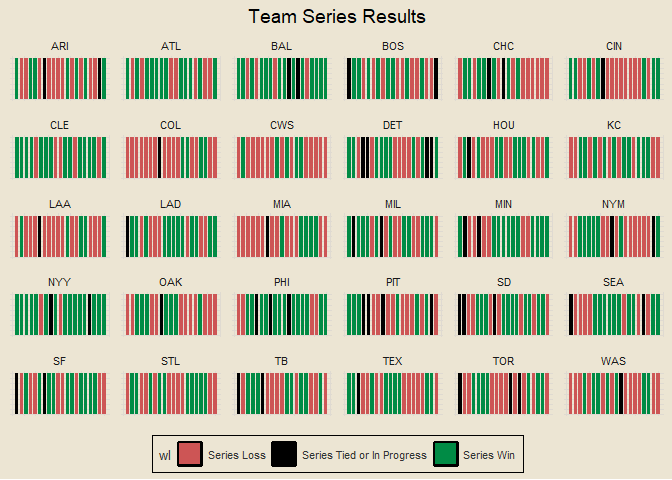 Team Series Results
ARI ATL BAL BOS CHC CIN
CLE COL CWS DET HOU KC
LAA LAD MIA MIL MIN NYM
NYY OAK PHI PIT SD SEA
SF STL TB TEX TOR WAS
wl Series Loss Series Tied or In Progress Series Win